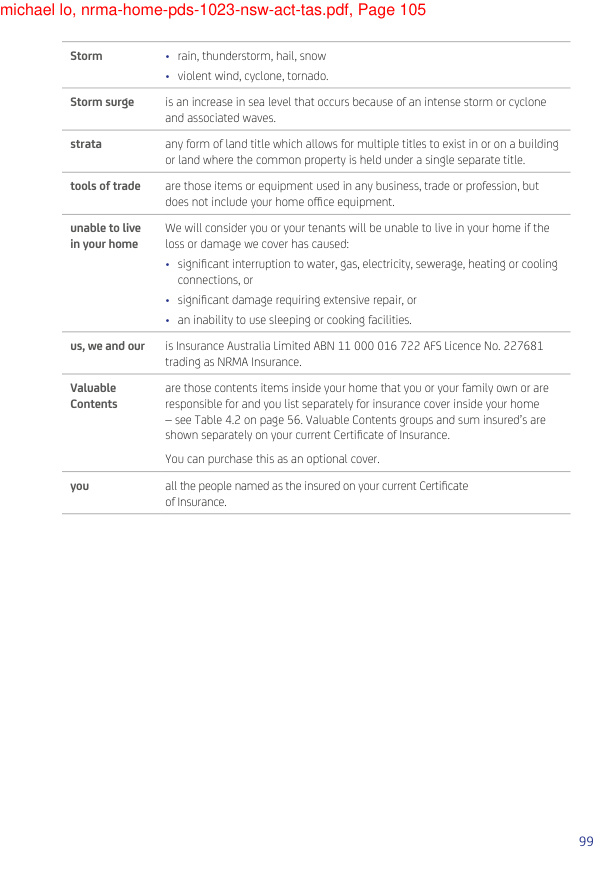 michael lo, nrma-home-pds-1023-nsw-act-tas.pdf, Page 105
Storm
• rain, thunderstorm, hail, snow
• violent wind, cyclone, tornado.
Storm surge
is an increase in sea level that occurs because of an intense storm or cyclone
and associated waves.
strata
any form of land title which allows for multiple titles to exist in or on a building
or land where the common property is held under a single separate title.
tools of trade
are those items or equipment used in any business, trade or profession, but
does not include your home office equipment.
unable to live
in your home
We will consider you or your tenants will be unable to live in your home if the
loss or damage we cover has caused:
• significant interruption to water, gas, electricity, sewerage, heating or cooling
connections, or
• significant damage requiring extensive repair, or
• an inability to use sleeping or cooking facilities.
us, we and our
is Insurance Australia Limited ABN 11 000 016 722 AFS Licence No. 227681
trading as NRMA Insurance.
Valuable
Contents
are those contents items inside your home that you or your family own or are
responsible for and you list separately for insurance cover inside your home
– see Table 4.2 on page 56. Valuable Contents groups and sum insured's are
shown separately on your current Certificate of Insurance.
You can purchase this as an optional cover.
you
all the people named as the insured on your current Certificate
of Insurance.
99